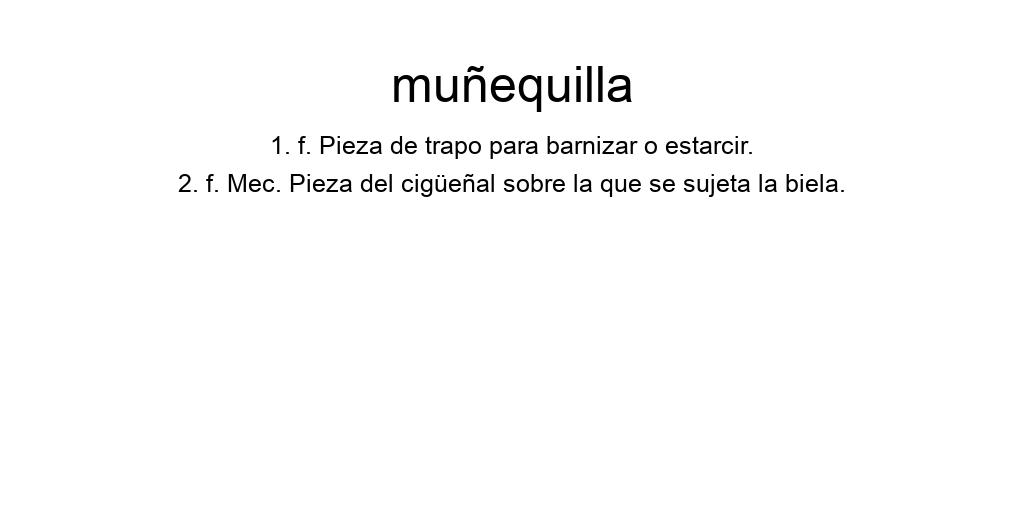 muñequilla
1. f. Pieza de trapo para barnizar o estarcir.
2. f. Mec. Pieza del cigüeñal sobre la que se sujeta la biela.